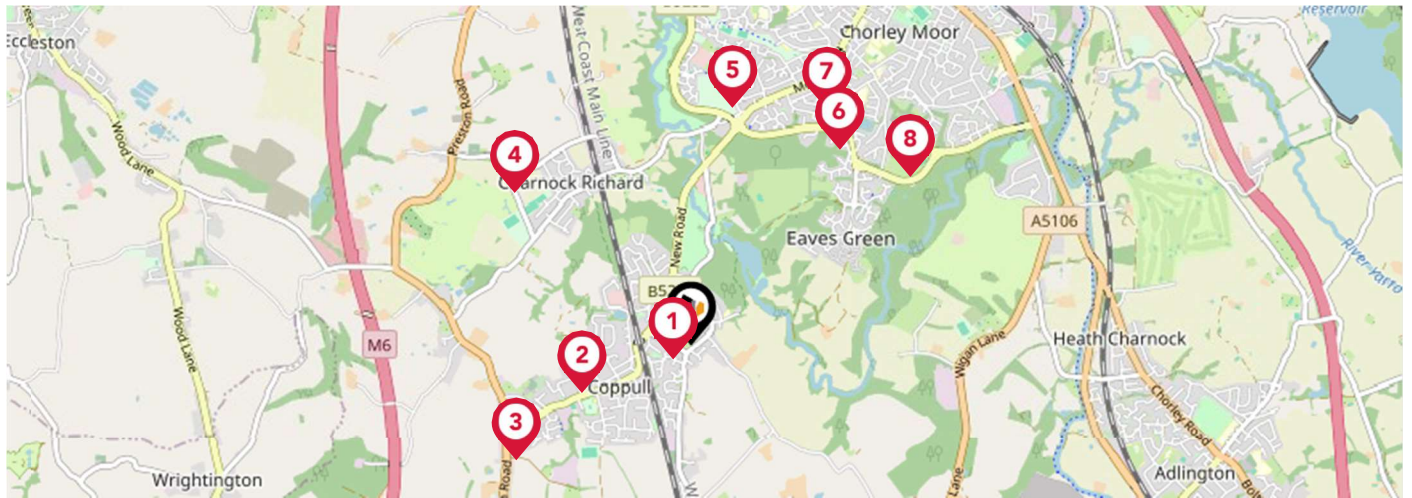 Reservoir
Eccleston
West Coast Main Line
Chorley Moor
5
7
6
Preston Road
Wood Lane
8
4
Charnock Richard
A5106
New Road
Eaves Green
River-Yarro
B52
1
M6
Wood Lane
2
Heath Charnock
Wigan Lane
Coppull
3
Chorley Road
Wrightington
Road
Lane
Adlington